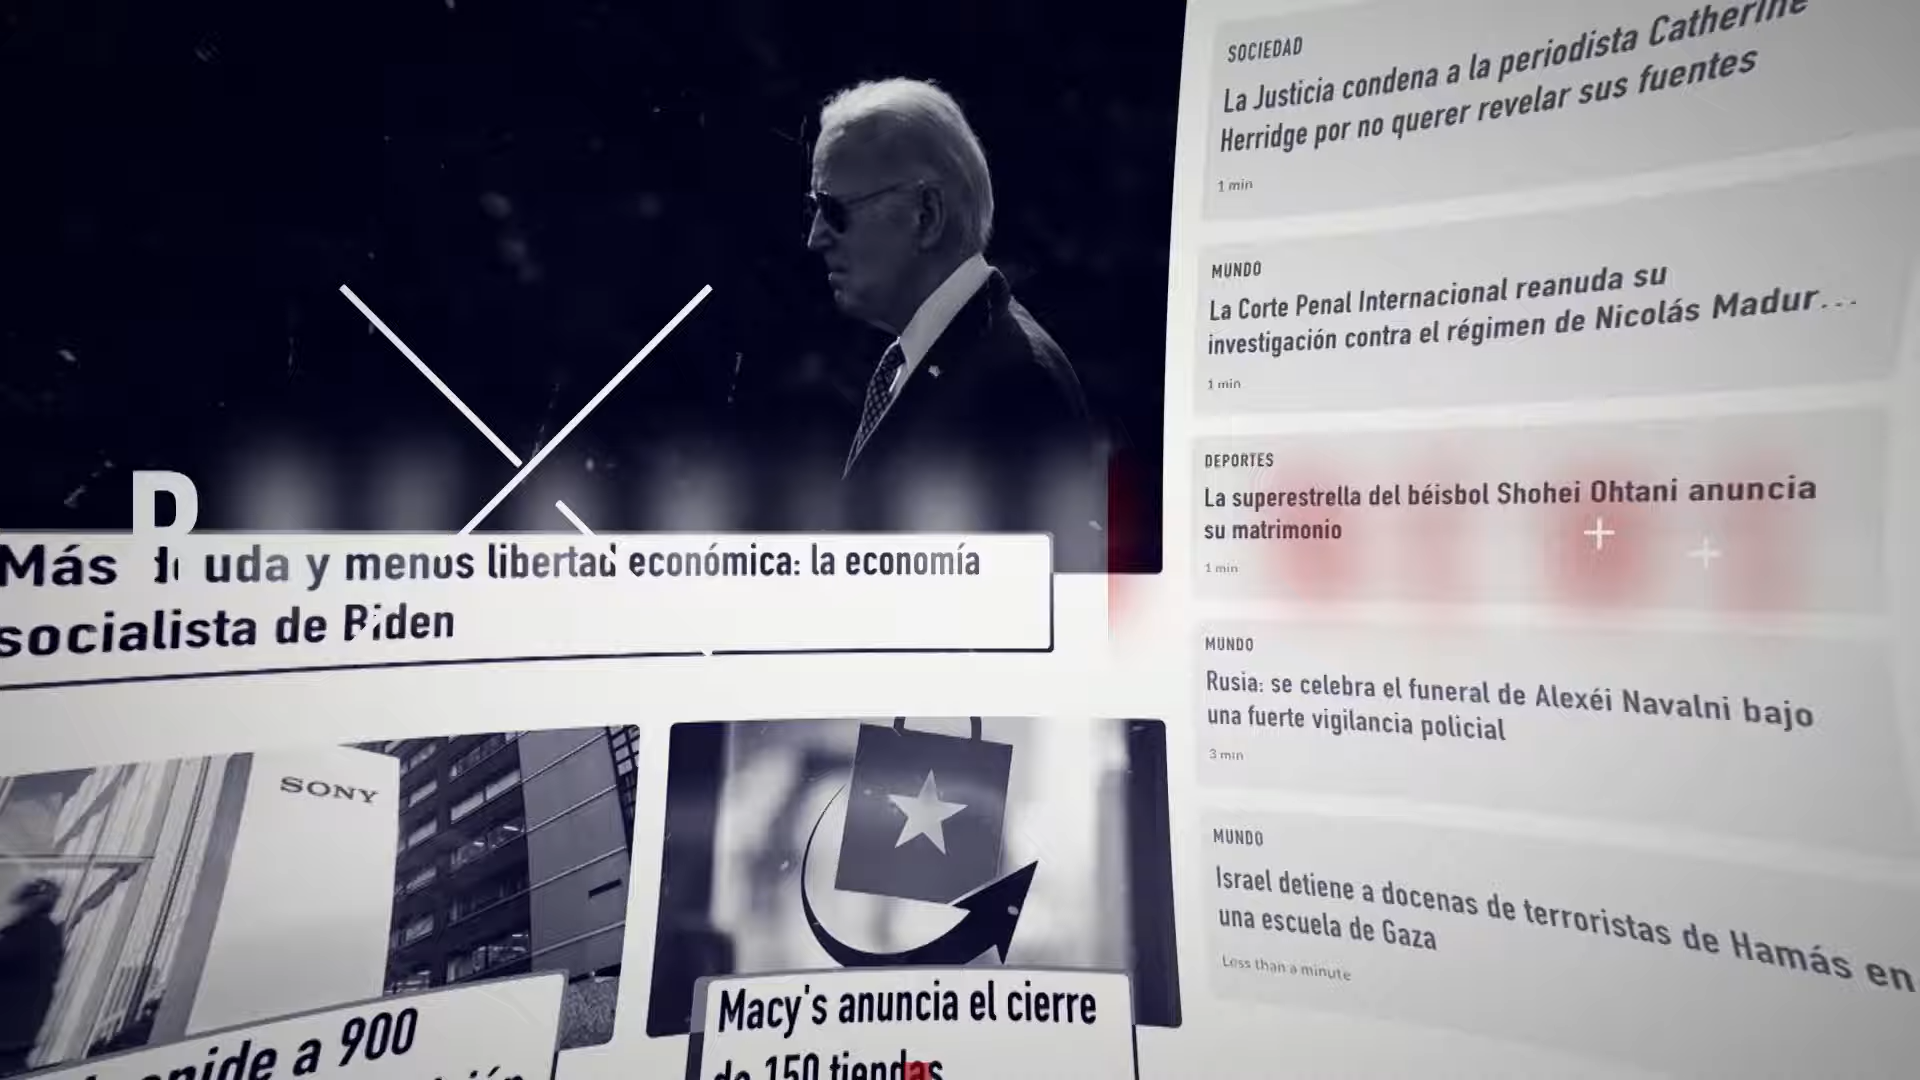 SOCIEDAD
La Justicia condena a la periodista Catherine
Herridge por no querer revelar sus fuentes
1 min
MUNDO
La Corte Penal Internacional reanuda su
investigación contra el régimen de Nicolás Madur...
1 min
DEPORTES
La superestrella del béisbol Shohei Ohtani anuncia
su matrimonio
1 min
MUNDO
Rusia: se celebra el funeral de Alexéi Navalni bajo
una fuerte vigilancia policial
3 min
MUNDO
Israel detiene a docenas de terroristas de Hamás en
una escuela de Gaza
Less than a minute
Más y menos libertad económica: la economía
socialista de Biden
SONY
a 900
Macy's anuncia el cierre
de 150 tiendas